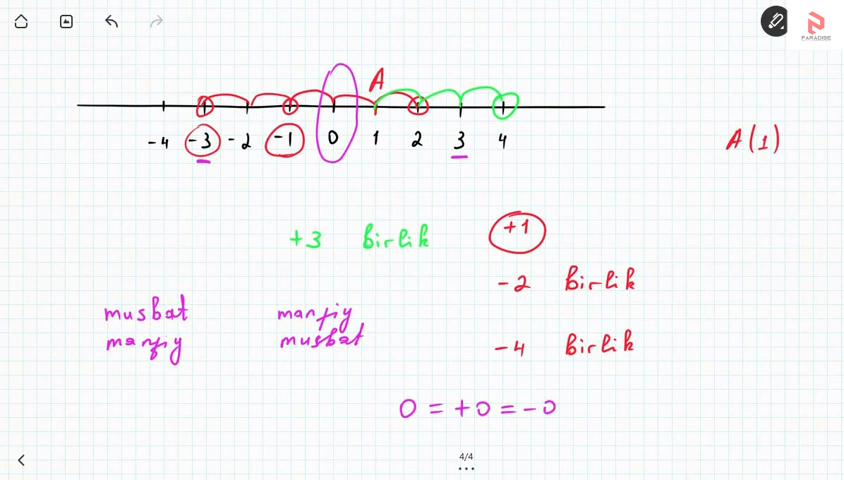 PARADISE
A
-4 -3 -2 -1 0 1 2 3 4
A(1)
+3 birlik
+1
-2 birlik
musbat manfiy
manfiy musbat
-4 birlik
0 = +0 = -0
4/4